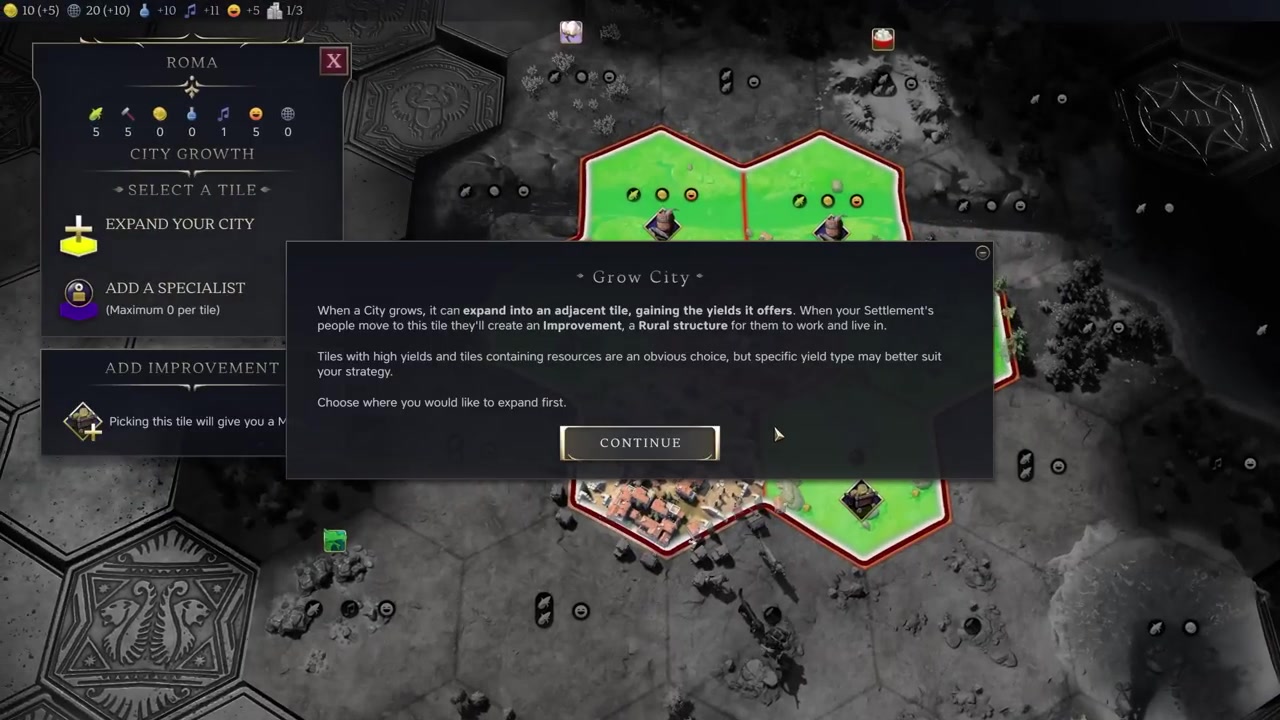 10 (+5) 20 (+10) +10 +11 +5 1/3
ROMA
X
5 5 0 0 1 5 0
CITY GROWTH
SELECT A TILE
EXPAND YOUR CITY
ADD A SPECIALIST
(Maximum 0 per tile)
ADD IMPROVEMENT
Picking this tile will give you a M
Grow City
When a City grows, it can expand into an adjacent tile, gaining the yields it offers. When your Settlement's
people move to this tile they'll create an Improvement, a Rural structure for them to work and live in.
Tiles with high yields and tiles containing resources are an obvious choice, but specific yield type may better suit
your strategy.
Choose where you would like to expand first.
CONTINUE
VII